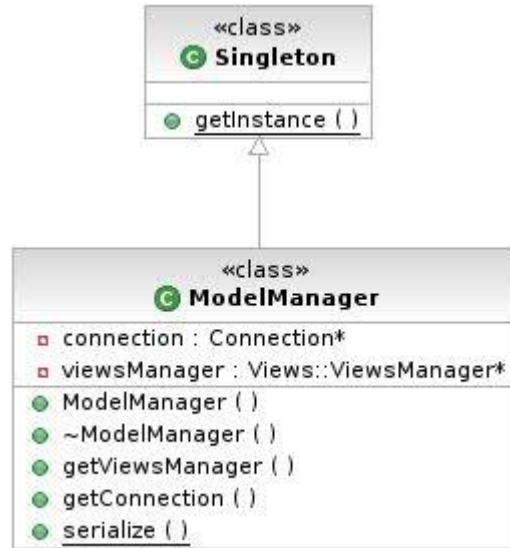 «class»
C Singleton
getInstance ( )
«class»
C ModelManager
connection : Connection*
viewsManager : Views::ViewsManager*
ModelManager ( )
~ModelManager ( )
getViewsManager ( )
getConnection ( )
serialize ( )